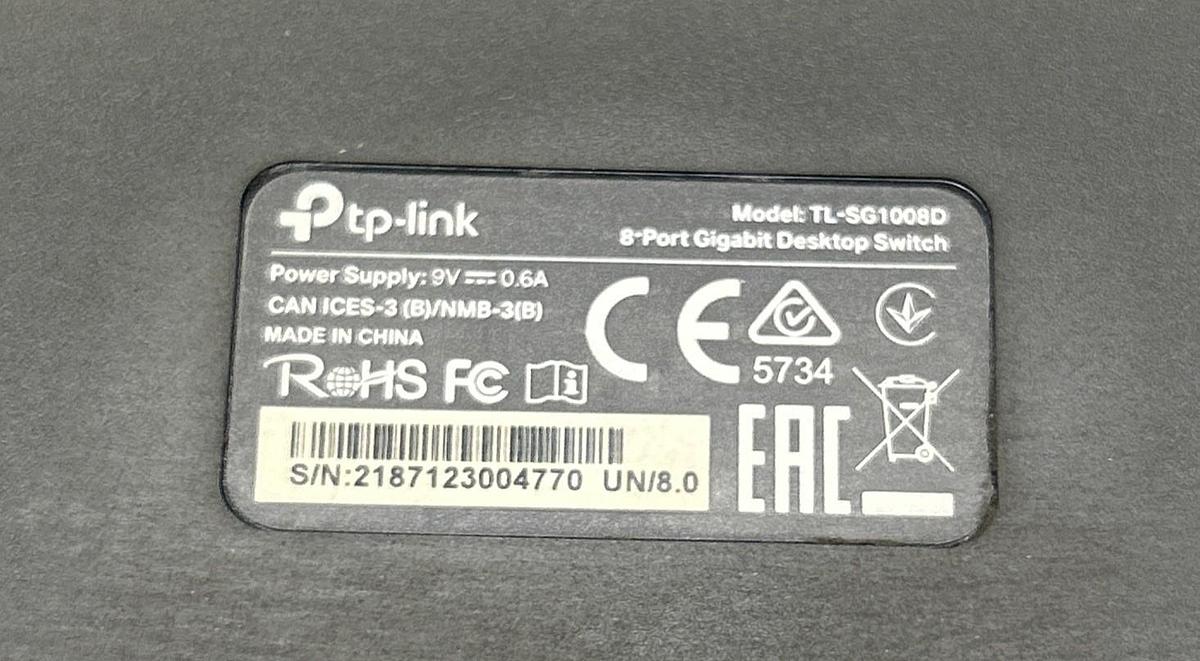 tp-link
Model: TL-SG1008D
8-Port Gigabit Desktop Switch
Power Supply: 9V⎓0.6A
CAN ICES-3 (B)/NMB-3(B)
MADE IN CHINA
RoHS FC
CE
5734
EAC
S/N:2187123004770 UN/8.0